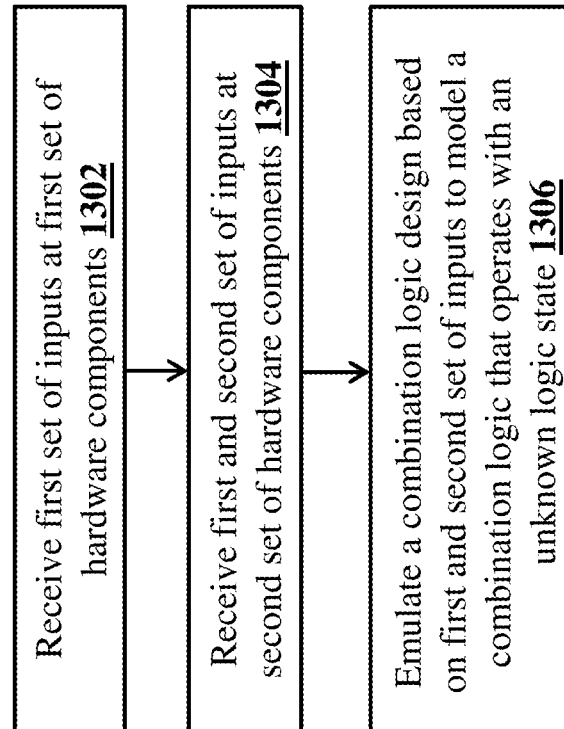 Receive first set of inputs at first set of
hardware components 1302
Receive first and second set of inputs at
second set of hardware components 1304
Emulate a combination logic design based
on first and second set of inputs to model a
combination logic that operates with an
unknown logic state 1306